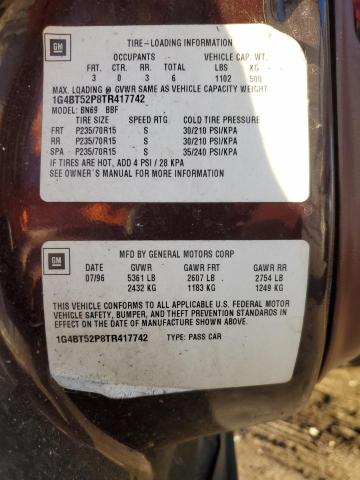 GM
TIRE-LOADING INFORMATION
OCCUPANTS VEHICLE CAP. WT.
FRT. CTR. RR. TOTAL LBS KG
3 0 3 6 1102 500
MAX. LOADING @ GVWR SAME AS VEHICLE CAPACITY WEIGHT
1G4BT52P8TR417742
MODEL: BN69 BBF
TIRE SIZE SPEED RTG COLD TIRE PRESSURE
FRT P235/70R15 S 30/210 PSI/KPA
RR P235/70R15 S 30/210 PSI/KPA
SPA P235/70R15 S 35/240 PSI/KPA
IF TIRES ARE HOT, ADD 4 PSI / 28 KPA
SEE OWNER'S MANUAL FOR MORE INFORMATION
GM
MFD BY GENERAL MOTORS CORP
DATE GVWR GAWR FRT GAWR RR
07/96 5361 LB 2607 LB 2754 LB
2432 KG 1183 KG 1249 KG
THIS VEHICLE CONFORMS TO ALL APPLICABLE U.S. FEDERAL MOTOR
VEHICLE SAFETY, BUMPER, AND THEFT PREVENTION STANDARDS IN
EFFECT ON THE DATE OF MANUFACTURE SHOWN ABOVE.
1G4BT52P8TR417742 TYPE: PASS CAR